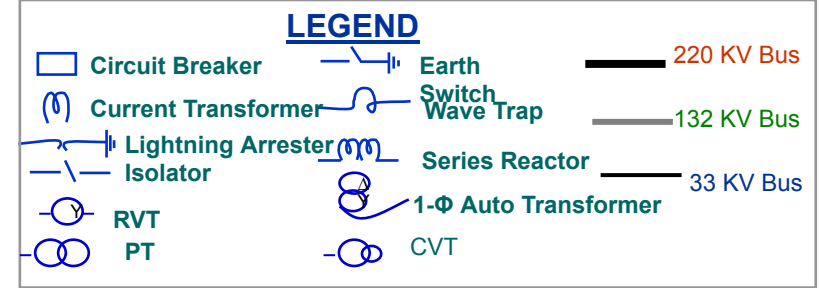 LEGEND
Circuit Breaker
Earth Switch
220 KV Bus
Current Transformer
Wave Trap
132 KV Bus
Lightning Arrester
Isolator
Series Reactor
33 KV Bus
Δ
Y
1-Φ Auto Transformer
Y
RVT
PT
CVT